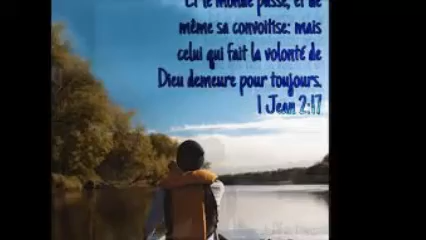 Et le monde passe, et de
même sa convoitise: mais
celui qui fait la volonté de
Dieu demeure pour toujours.
1 Jean 2:17